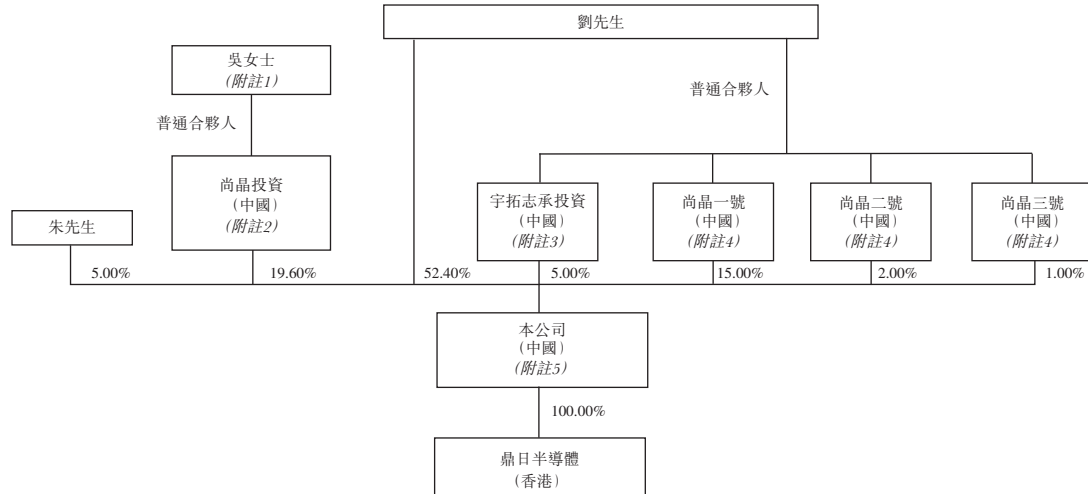 劉先生
吳女士
(附註1)
普通合夥人
普通合夥人
尚晶投資
(中國)
(附註2)
宇拓志承投資
(中國)
(附註3)
尚晶一號
(中國)
(附註4)
尚晶二號
(中國)
(附註4)
尚晶三號
(中國)
(附註4)
朱先生
5.00%
19.60%
52.40%
5.00%
15.00%
2.00%
1.00%
本公司
(中國)
(附註5)
100.00%
鼎日半導體
(香港)